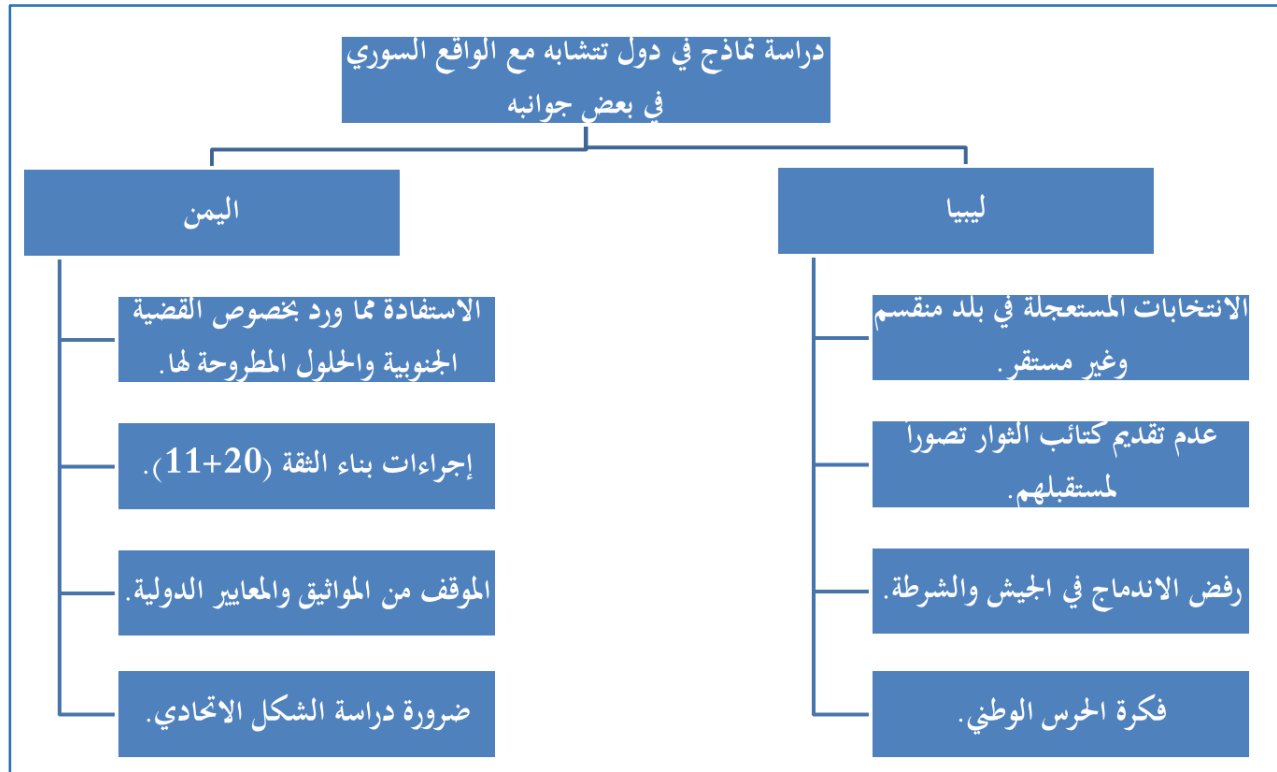 دراسة نماذج في دول تتشابه مع الواقع السوري
في بعض جوانبه
ليبيا
الانتخابات المستعجلة في بلد منقسم
وغير مستقر.
عدم تقديم كتائب الثوار تصوراً
لمستقبلهم.
رفض الاندماج في الجيش والشرطة.
فكرة الحرس الوطني.
اليمن
الاستفادة مما ورد بخصوص القضية
الجنوبية والحلول المطروحة لها.
إجراءات بناء الثقة (20+11).
الموقف من المواثيق والمعايير الدولية.
ضرورة دراسة الشكل الاتحادي.